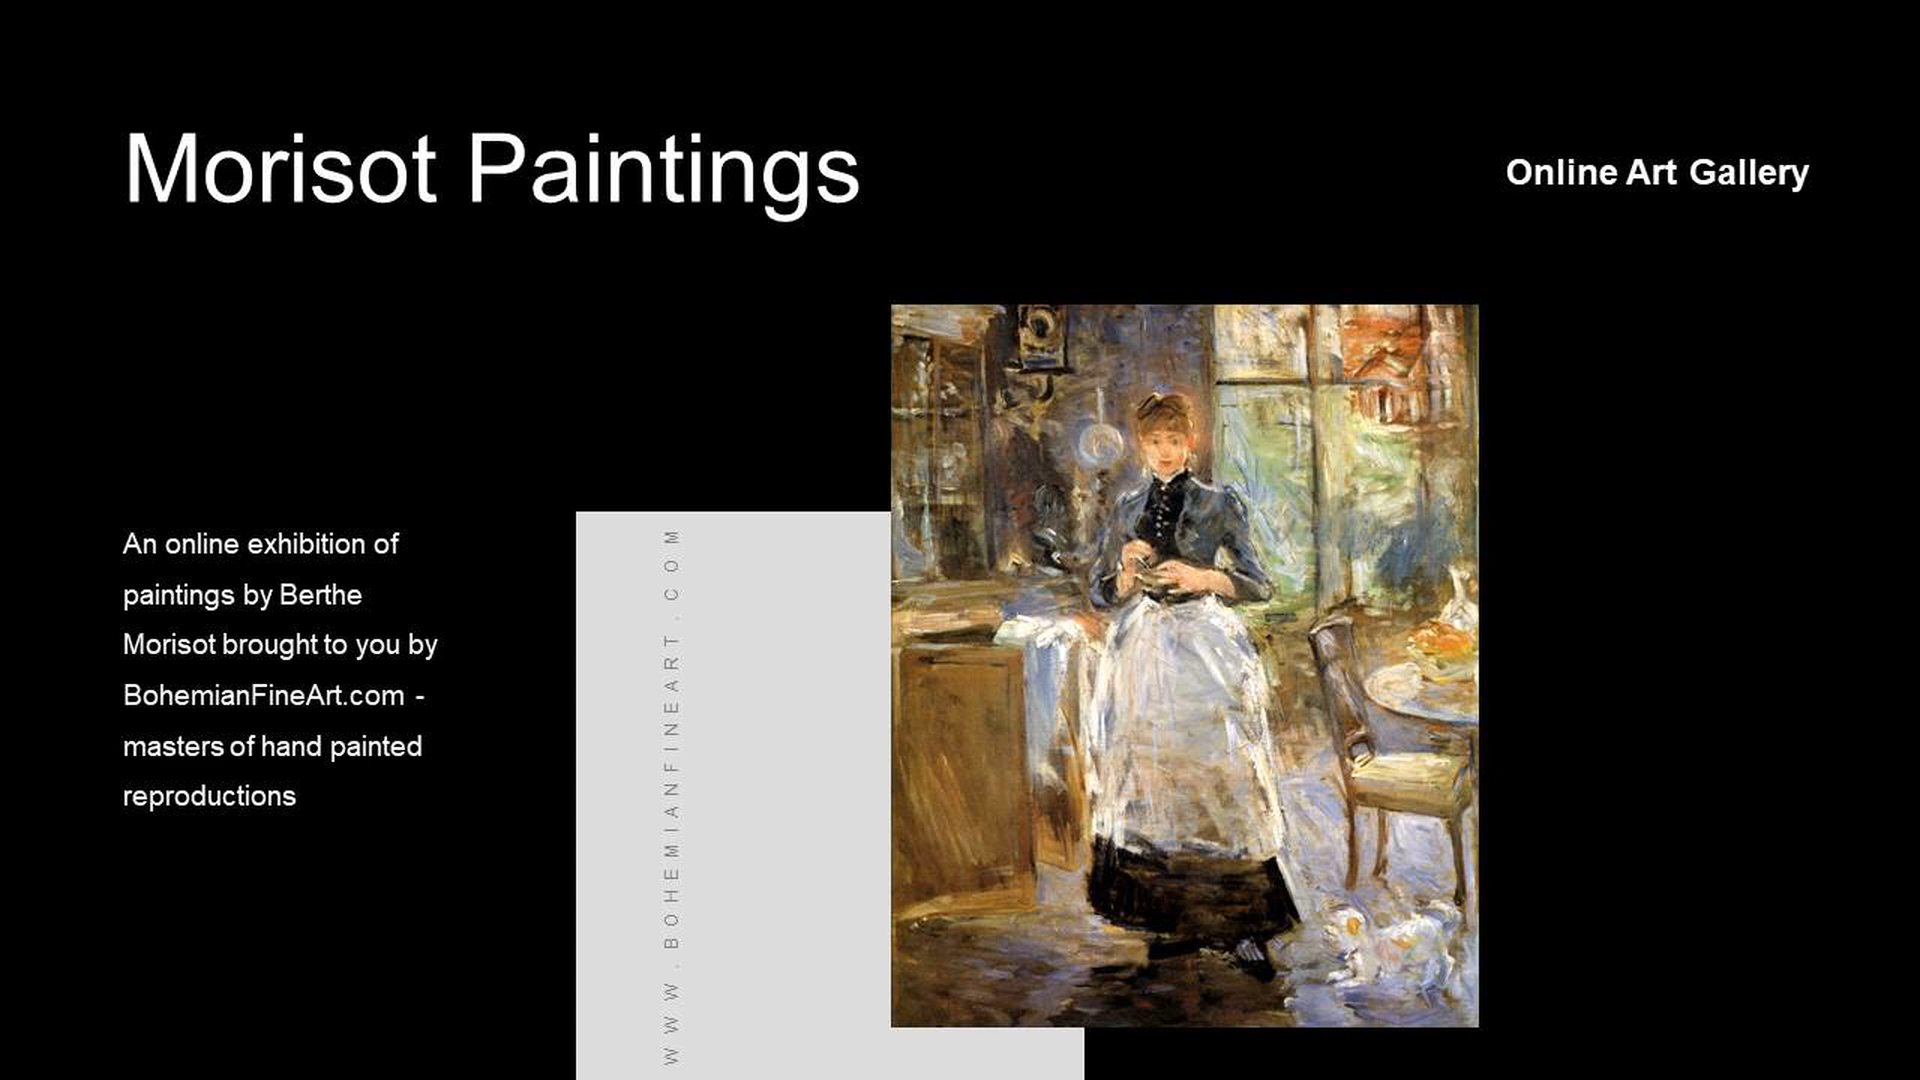 Morisot Paintings
Online Art Gallery
An online exhibition of
paintings by Berthe
Morisot brought to you by
BohemianFineArt.com -
masters of hand painted
reproductions
WWW.BOHEMIANFINEART.COM